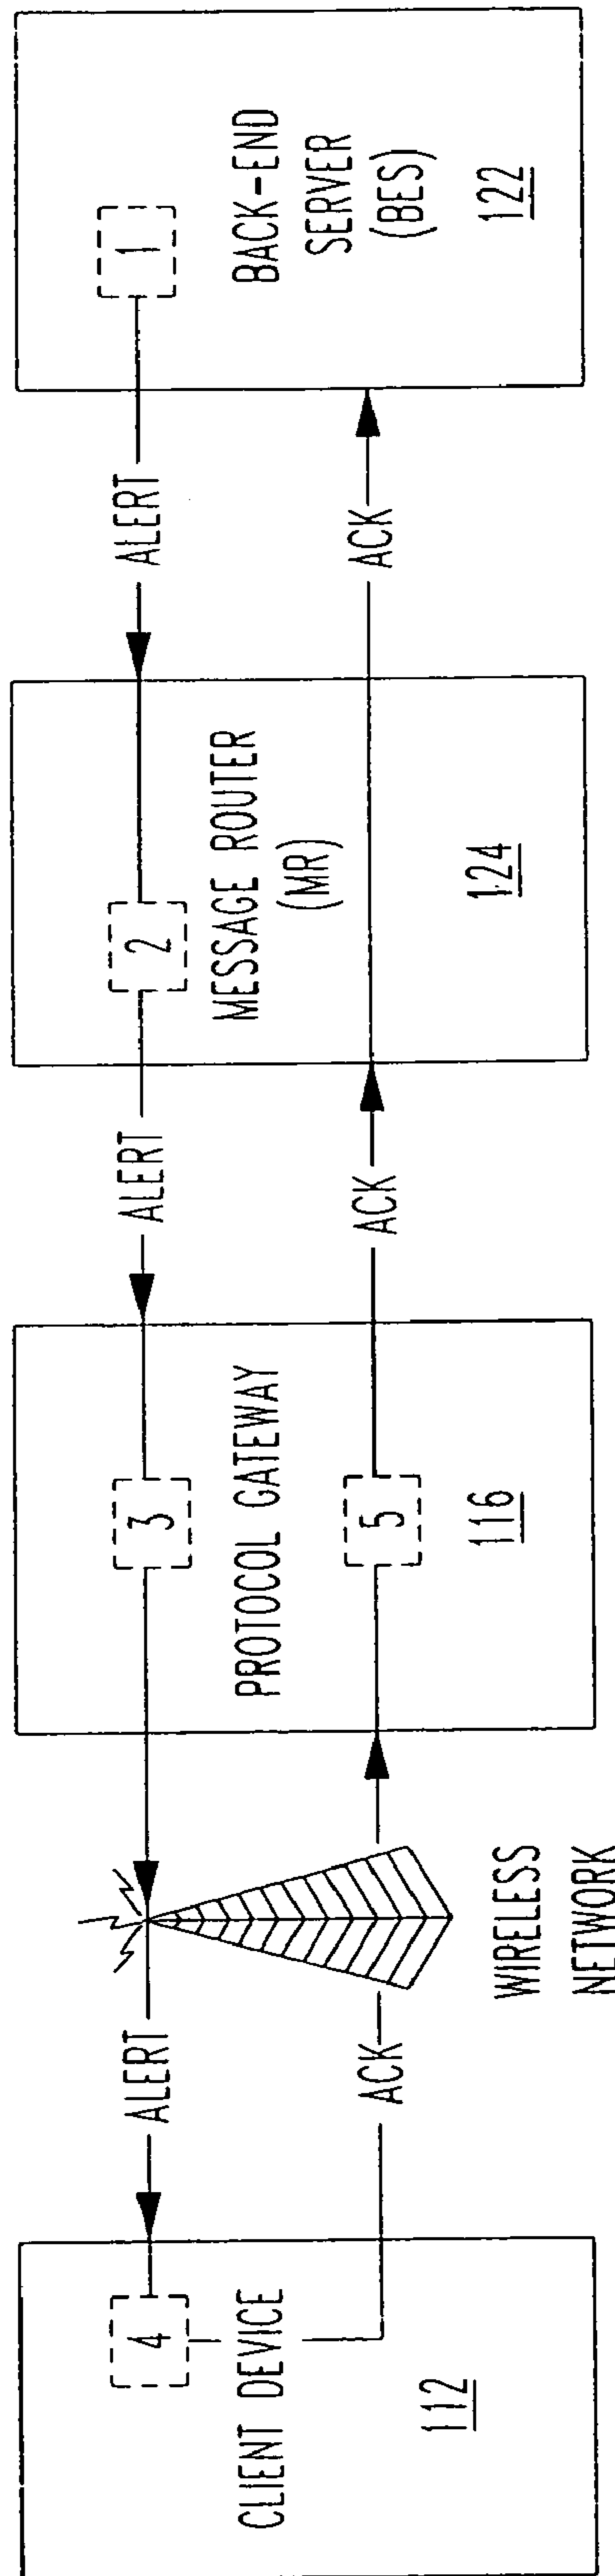 CLIENT DEVICE
112
4
ALERT
ACK
WIRELESS
NETWORK
PROTOCOL GATEWAY
116
3
5
ALERT
ACK
MESSAGE ROUTER
(MR)
124
2
ALERT
ACK
BACK-END
SERVER
(BES)
122
1